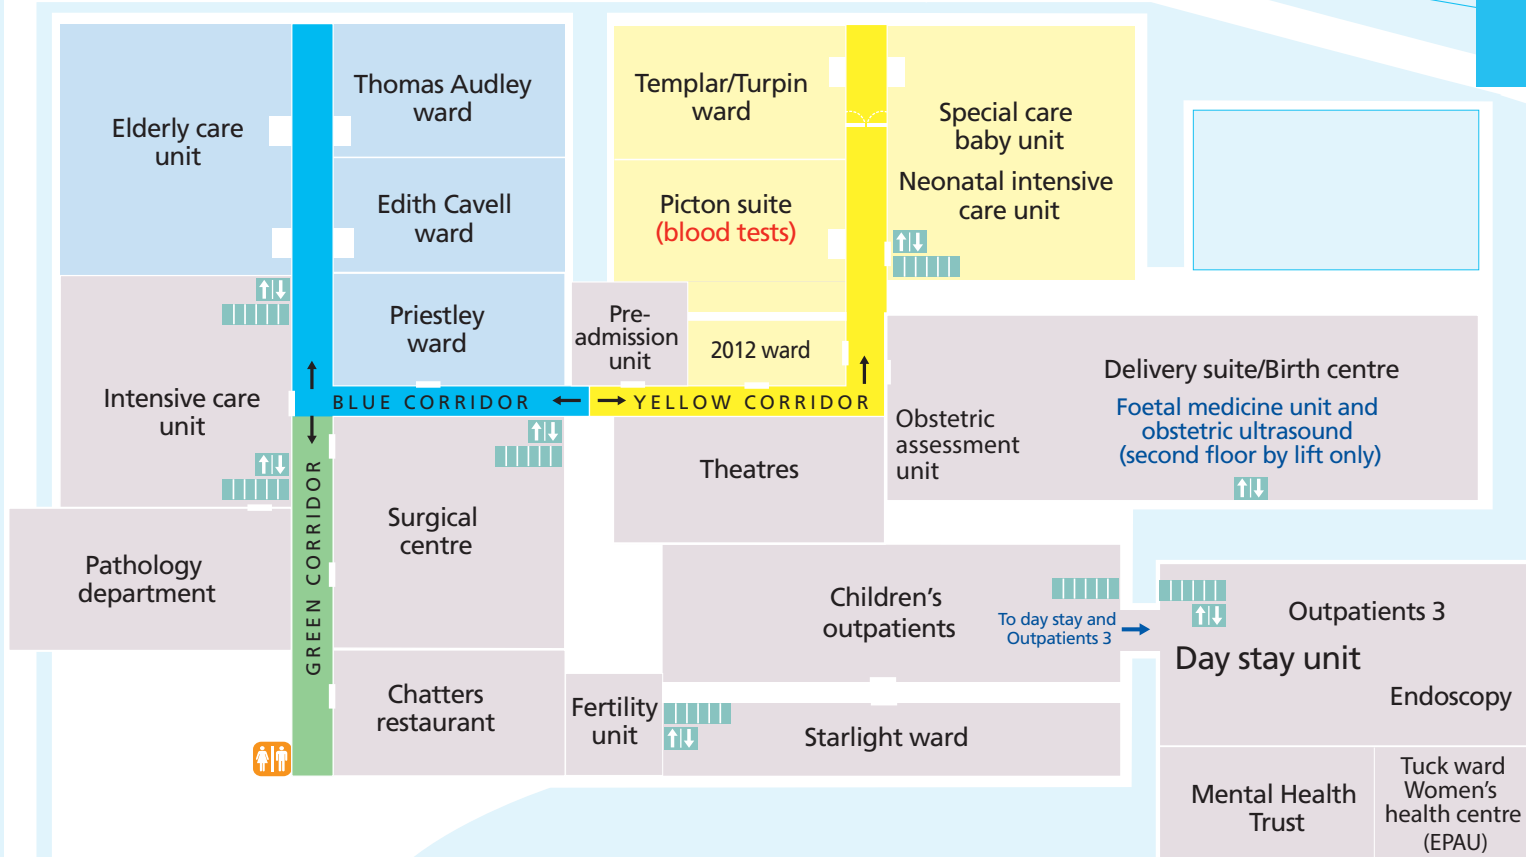 Elderly care
unit
Thomas Audley
ward
Edith Cavell
ward
Priestley
ward
Templar/Turpin
ward
Picton suite
(blood tests)
Special care
baby unit
Neonatal intensive
care unit
Pre-
admission
unit
2012 ward
Intensive care
unit
BLUE CORRIDOR
YELLOW CORRIDOR
GREEN CORRIDOR
Obstetric
assessment
unit
Delivery suite/Birth centre
Foetal medicine unit and
obstetric ultrasound
(second floor by lift only)
Theatres
Surgical
centre
Pathology
department
Children's
outpatients
To day stay and
Outpatients 3
Outpatients 3
Day stay unit
Endoscopy
Chatters
restaurant
Fertility
unit
Starlight ward
Mental Health
Trust
Tuck ward
Women's
health centre
(EPAU)